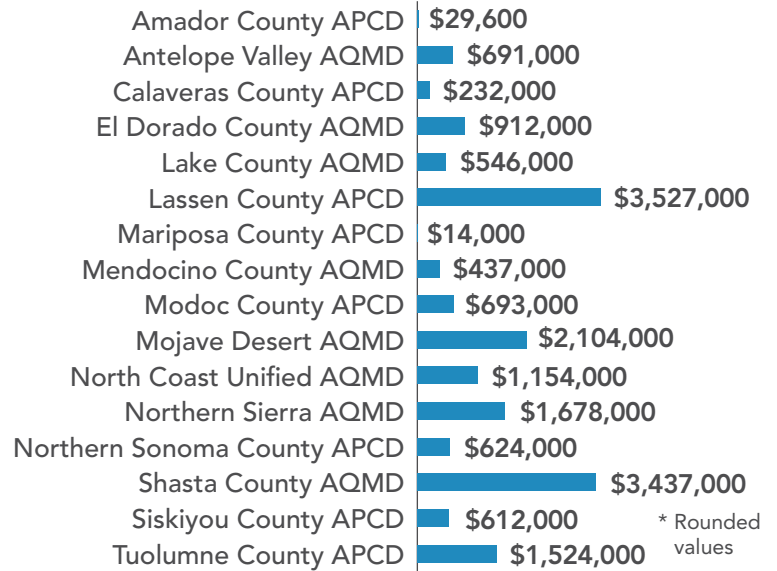 Amador County APCD $29,600
Antelope Valley AQMD $691,000
Calaveras County APCD $232,000
El Dorado County AQMD $912,000
Lake County AQMD $546,000
Lassen County APCD $3,527,000
Mariposa County APCD $14,000
Mendocino County AQMD $437,000
Modoc County APCD $693,000
Mojave Desert AQMD $2,104,000
North Coast Unified AQMD $1,154,000
Northern Sierra AQMD $1,678,000
Northern Sonoma County APCD $624,000
Shasta County AQMD $3,437,000
Siskiyou County APCD $612,000
Tuolumne County APCD $1,524,000
* Rounded
values